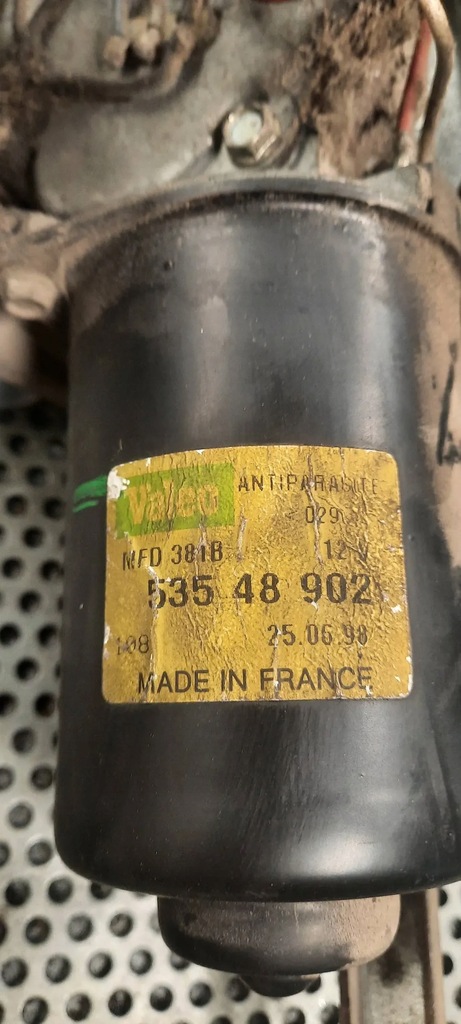 Valeo ANTIPARASITE
029
MFD 381B 12 V
535 48 902
108 25.06.98
MADE IN FRANCE